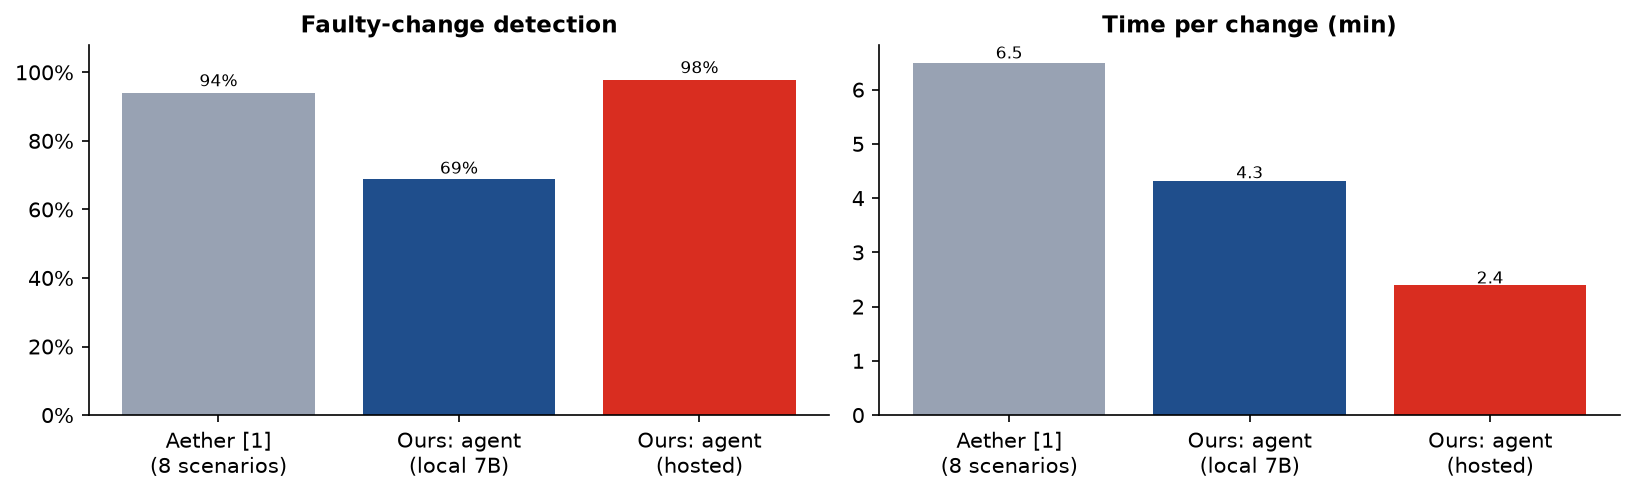 Faulty-change detection
100%
80%
60%
40%
20%
0%
94%
69%
98%
Aether [1]
(8 scenarios)
Ours: agent
(local 7B)
Ours: agent
(hosted)
Time per change (min)
6
5
4
3
2
1
0
6.5
4.3
2.4
Aether [1]
(8 scenarios)
Ours: agent
(local 7B)
Ours: agent
(hosted)